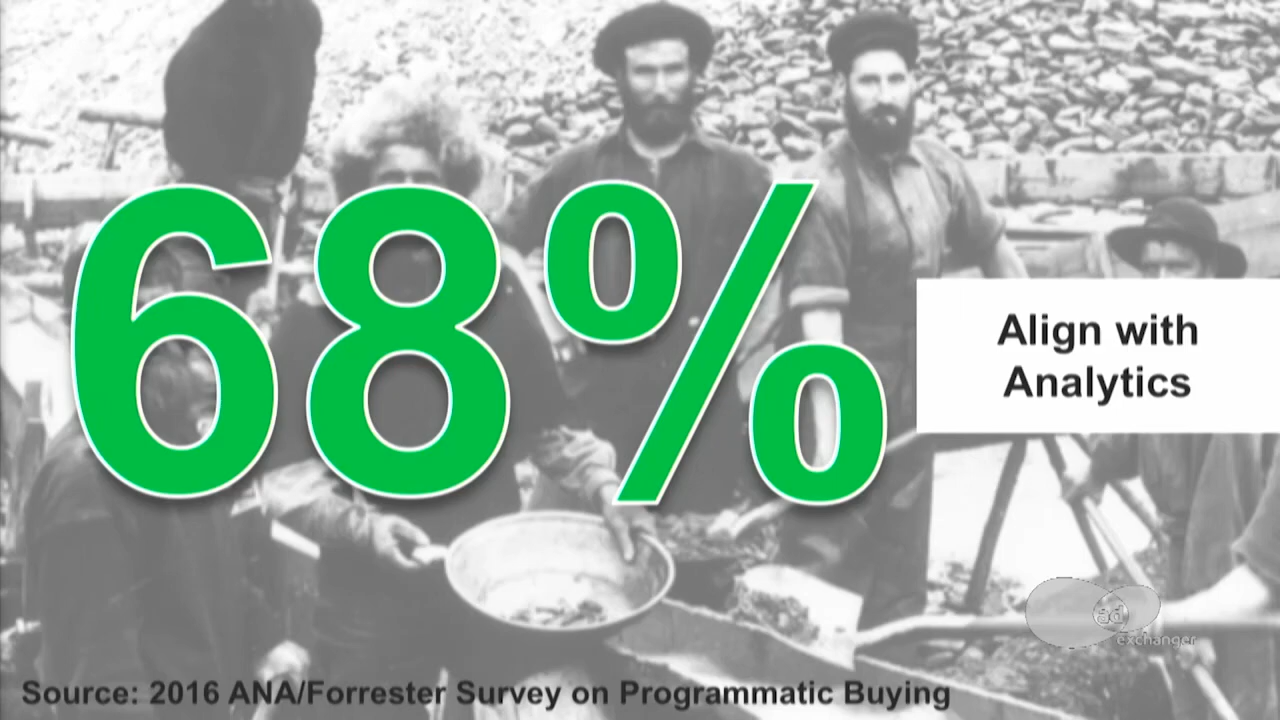 68%
Align with
Analytics
ad
exchanger
Source: 2016 ANA/Forrester Survey on Programmatic Buying